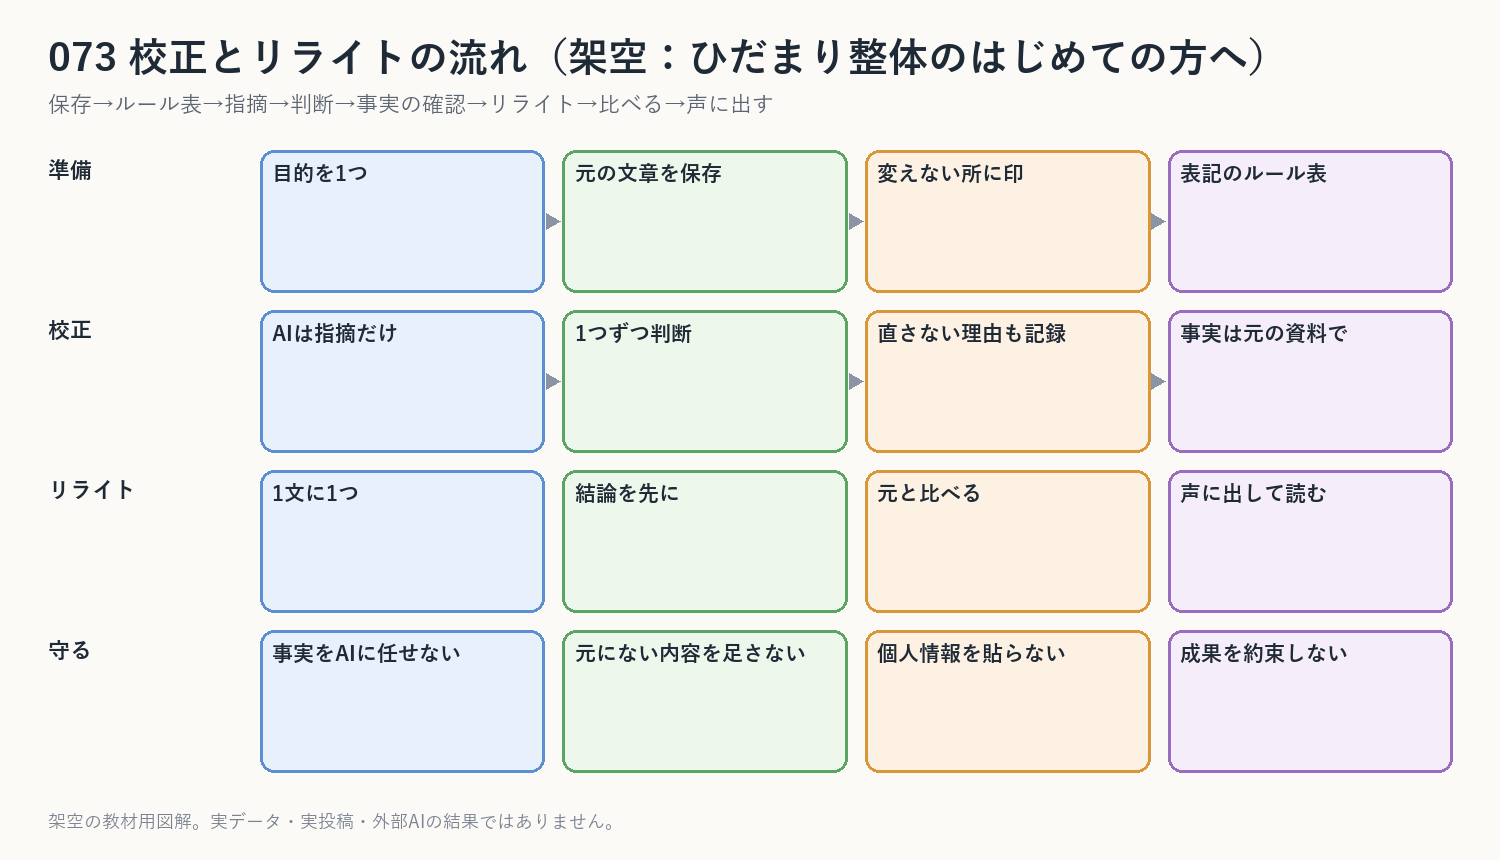 073 校正とリライトの流れ（架空：ひだまり整体のはじめての方へ）
保存→ルール表→指摘→判断→事実の確認→リライト→比べる→声に出す
準備
目的を1つ
元の文章を保存
変えない所に印
表記のルール表
校正
AIは指摘だけ
1つずつ判断
直さない理由も記録
事実は元の資料で
リライト
1文に1つ
結論を先に
元と比べる
声に出して読む
守る
事実をAIに任せない
元にない内容を足さない
個人情報を貼らない
成果を約束しない
架空の教材用図解。実データ・実投稿・外部AIの結果ではありません。